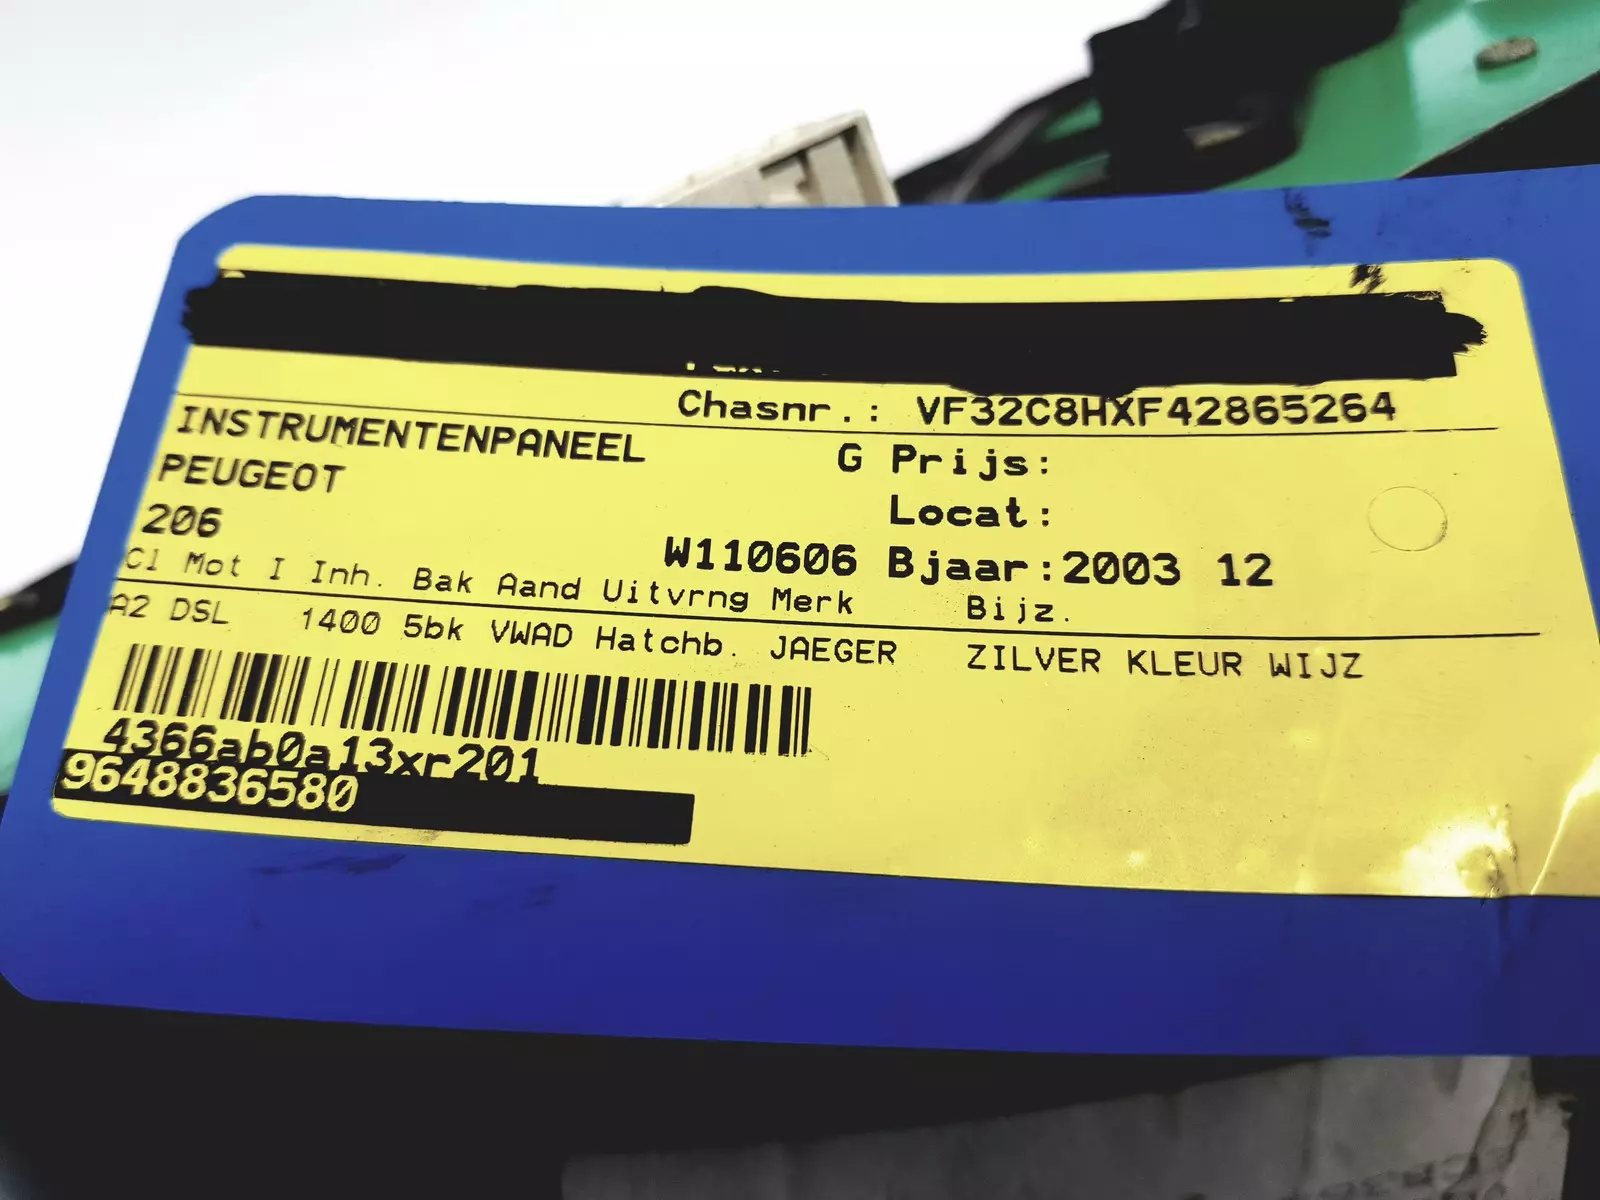 Chasnr.: VF32C8HXF42865264
INSTRUMENTENPANEEL G Prijs:
PEUGEOT Locat:
206 W110606 Bjaar:2003 12
Cl Mot I Inh. Bak Aand Uitvrng Merk Bijz.
A2 DSL 1400 5bk VWAD Hatchb. JAEGER ZILVER KLEUR WIJZ
4366ab0a13xr201
9648836580